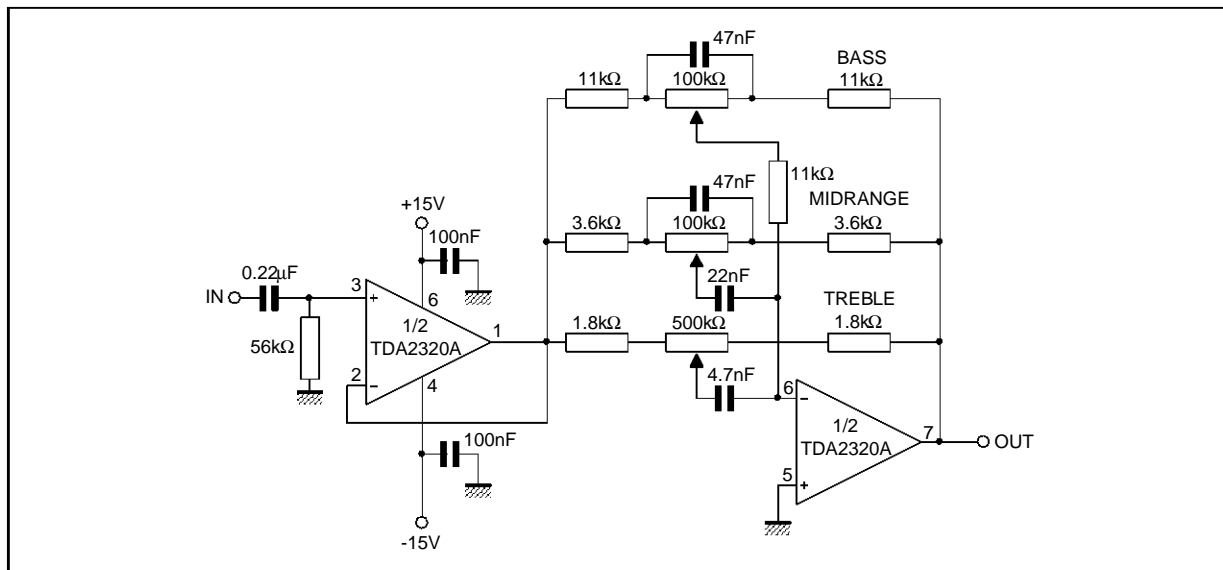 47nF
BASS
11kΩ
100kΩ
11kΩ
47nF
11kΩ
MIDRANGE
+15V
3.6kΩ
100kΩ
3.6kΩ
100nF
0.22µF
22nF
TREBLE
IN
3
+
6
1.8kΩ
500kΩ
1.8kΩ
1/2
1
TDA2320A
56kΩ
2
-
4
4.7nF
6
-
1/2
7
OUT
TDA2320A
100nF
5
+
-15V